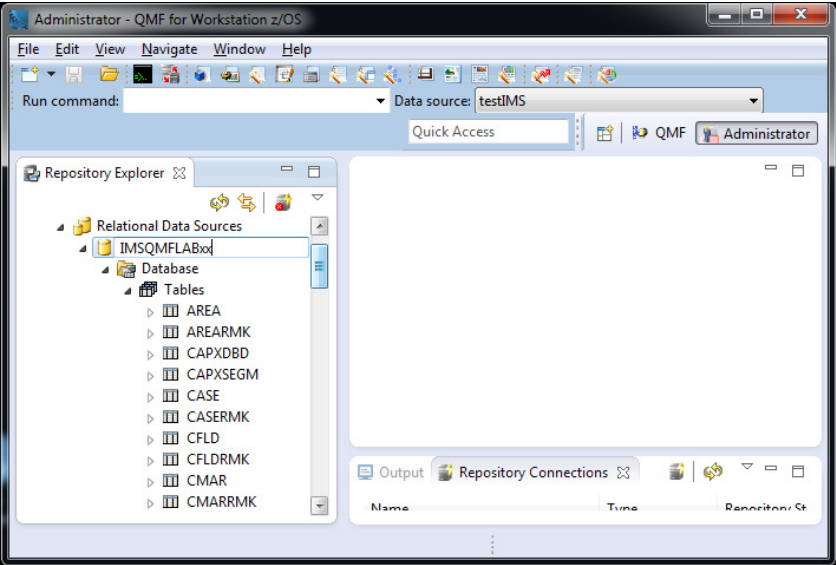 Administrator - QMF for Workstation z/OS
File Edit View Navigate Window Help
Run command: Data source: testIMS
Quick Access QMF Administrator
Repository Explorer
Relational Data Sources
IMSQMFLABxx
Database
Tables
AREA
AREARMK
CAPXDBD
CAPXSEGM
CASE
CASERMK
CFLD
CFLDRMK
CMAR
CMARRMK
Output Repository Connections
Name Type Repository St